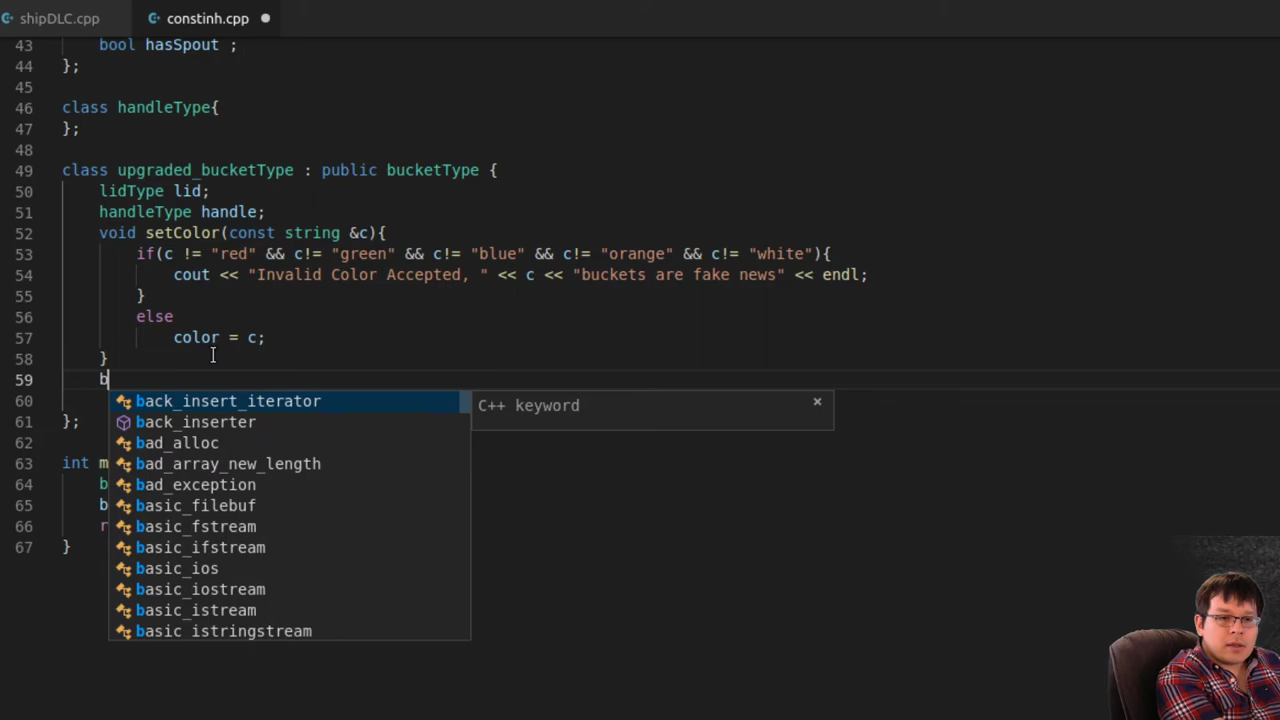 shipDLC.cpp constinh.cpp
43 bool hasSpout ;
44 };
45
46 class handleType{
47 };
48
49 class upgraded_bucketType : public bucketType {
50 lidType lid;
51 handleType handle;
52 void setColor(const string &c){
53 if(c != "red" && c!= "green" && c!= "blue" && c!= "orange" && c!= "white"){
54 cout << "Invalid Color Accepted, " << c << "buckets are fake news" << endl;
55 }
56 else
57 color = c;
58 }
59 b
60 back_insert_iterator C++ keyword ×
61 }; back_inserter
62 bad_alloc
63 int m bad_array_new_length
64 b bad_exception
65 b basic_filebuf
66 r basic_fstream
67 } basic_ifstream
basic_ios
basic_iostream
basic_istream
basic_istringstream